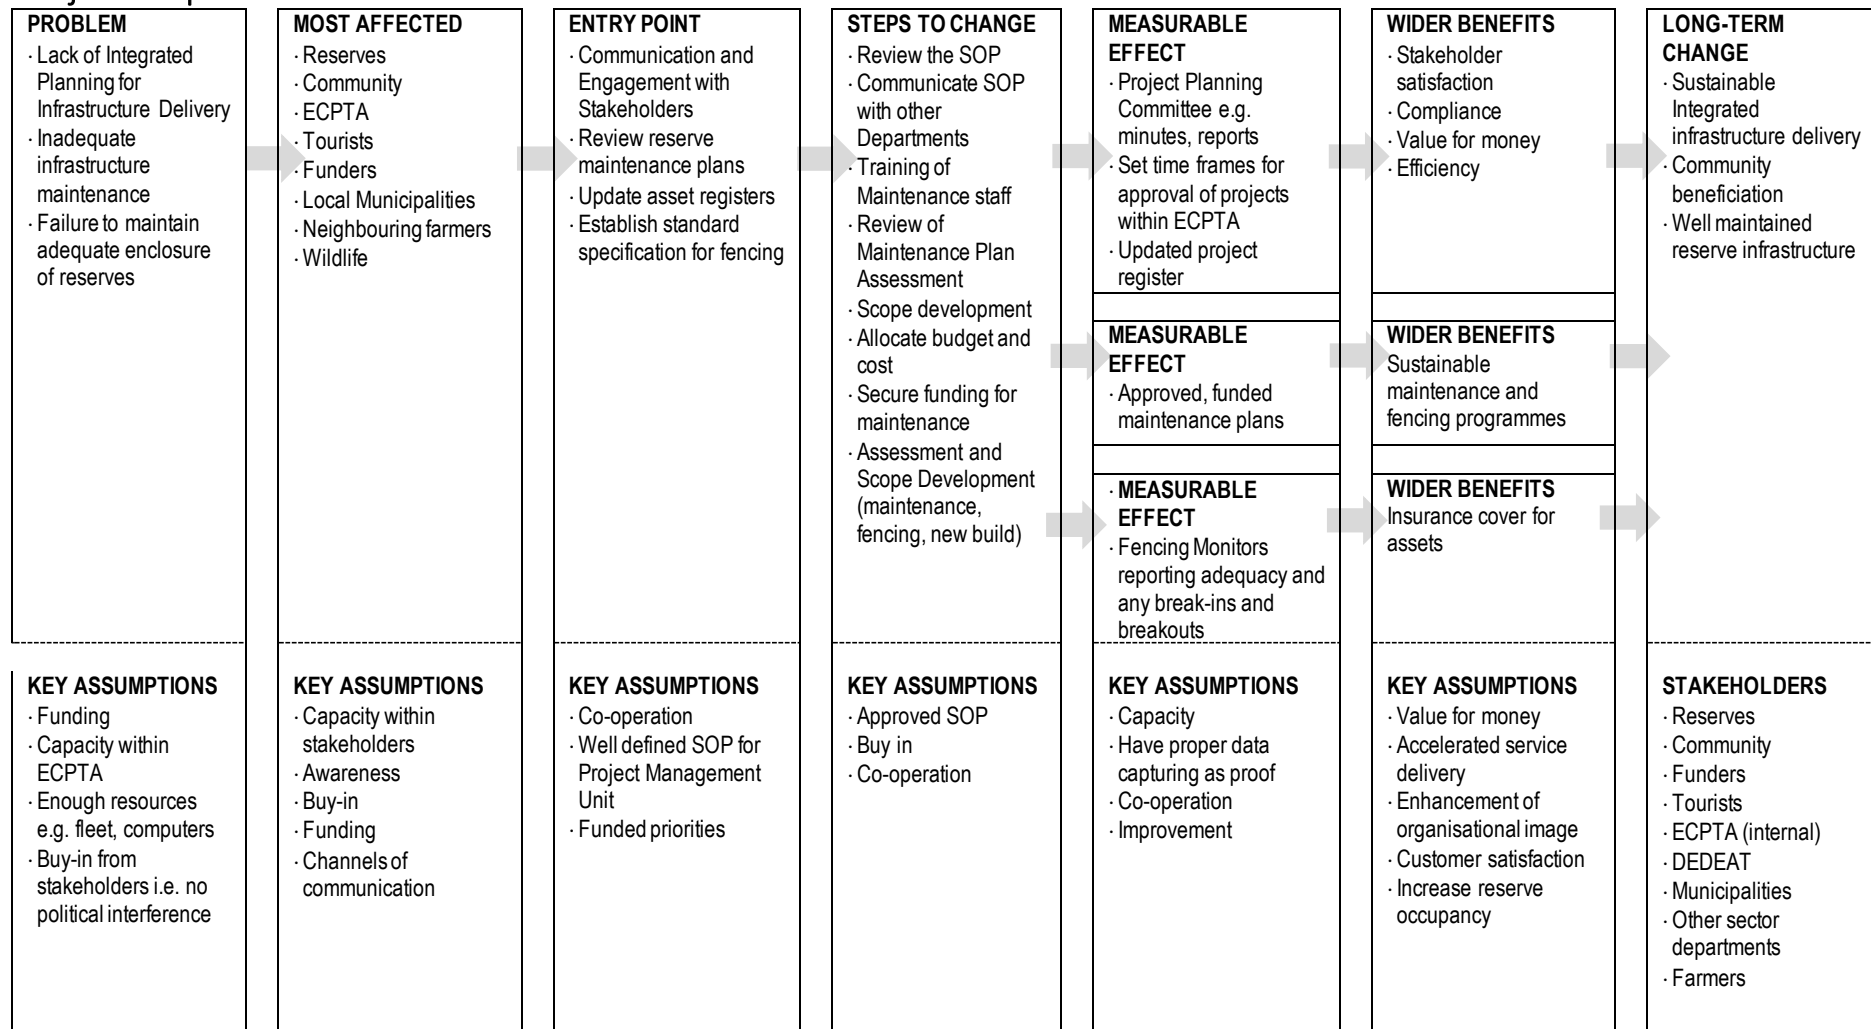 PROBLEM
· Lack of Integrated
Planning for
Infrastructure Delivery
· Inadequate
infrastructure
maintenance
· Failure to maintain
adequate enclosure
of reserves
MOST AFFECTED
· Reserves
· Community
· ECPTA
· Tourists
· Funders
· Local Municipalities
· Neighbouring farmers
· Wildlife
ENTRY POINT
· Communication and
Engagement with
Stakeholders
· Review reserve
maintenance plans
· Update asset registers
· Establish standard
specification for fencing
STEPS TO CHANGE
· Review the SOP
· Communicate SOP
with other
Departments
· Training of
Maintenance staff
· Review of
Maintenance Plan
Assessment
· Scope development
· Allocate budget and
cost
· Secure funding for
maintenance
· Assessment and
Scope Development
(maintenance,
fencing, new build)
MEASURABLE
EFFECT
· Project Planning
Committee e.g.
minutes, reports
· Set time frames for
approval of projects
within ECPTA
· Updated project
register
MEASURABLE
EFFECT
· Approved, funded
maintenance plans
· MEASURABLE
EFFECT
· Fencing Monitors
reporting adequacy and
any break-ins and
breakouts
WIDER BENEFITS
· Stakeholder
satisfaction
· Compliance
· Value for money
· Efficiency
WIDER BENEFITS
Sustainable
maintenance and
fencing programmes
WIDER BENEFITS
Insurance cover for
assets
LONG-TERM
CHANGE
· Sustainable
Integrated
infrastructure delivery
· Community
beneficiation
· Well maintained
reserve infrastructure
KEY ASSUMPTIONS
· Funding
· Capacity within
ECPTA
· Enough resources
e.g. fleet, computers
· Buy-in from
stakeholders i.e. no
political interference
KEY ASSUMPTIONS
· Capacity within
stakeholders
· Awareness
· Buy-in
· Funding
· Channels of
communication
KEY ASSUMPTIONS
· Co-operation
· Well defined SOP for
Project Management
Unit
· Funded priorities
KEY ASSUMPTIONS
· Approved SOP
· Buy in
· Co-operation
KEY ASSUMPTIONS
· Capacity
· Have proper data
capturing as proof
· Co-operation
· Improvement
KEY ASSUMPTIONS
· Value for money
· Accelerated service
delivery
· Enhancement of
organisational image
· Customer satisfaction
· Increase reserve
occupancy
STAKEHOLDERS
· Reserves
· Community
· Funders
· Tourists
· ECPTA (internal)
· DEDEAT
· Municipalities
· Other sector
departments
· Farmers